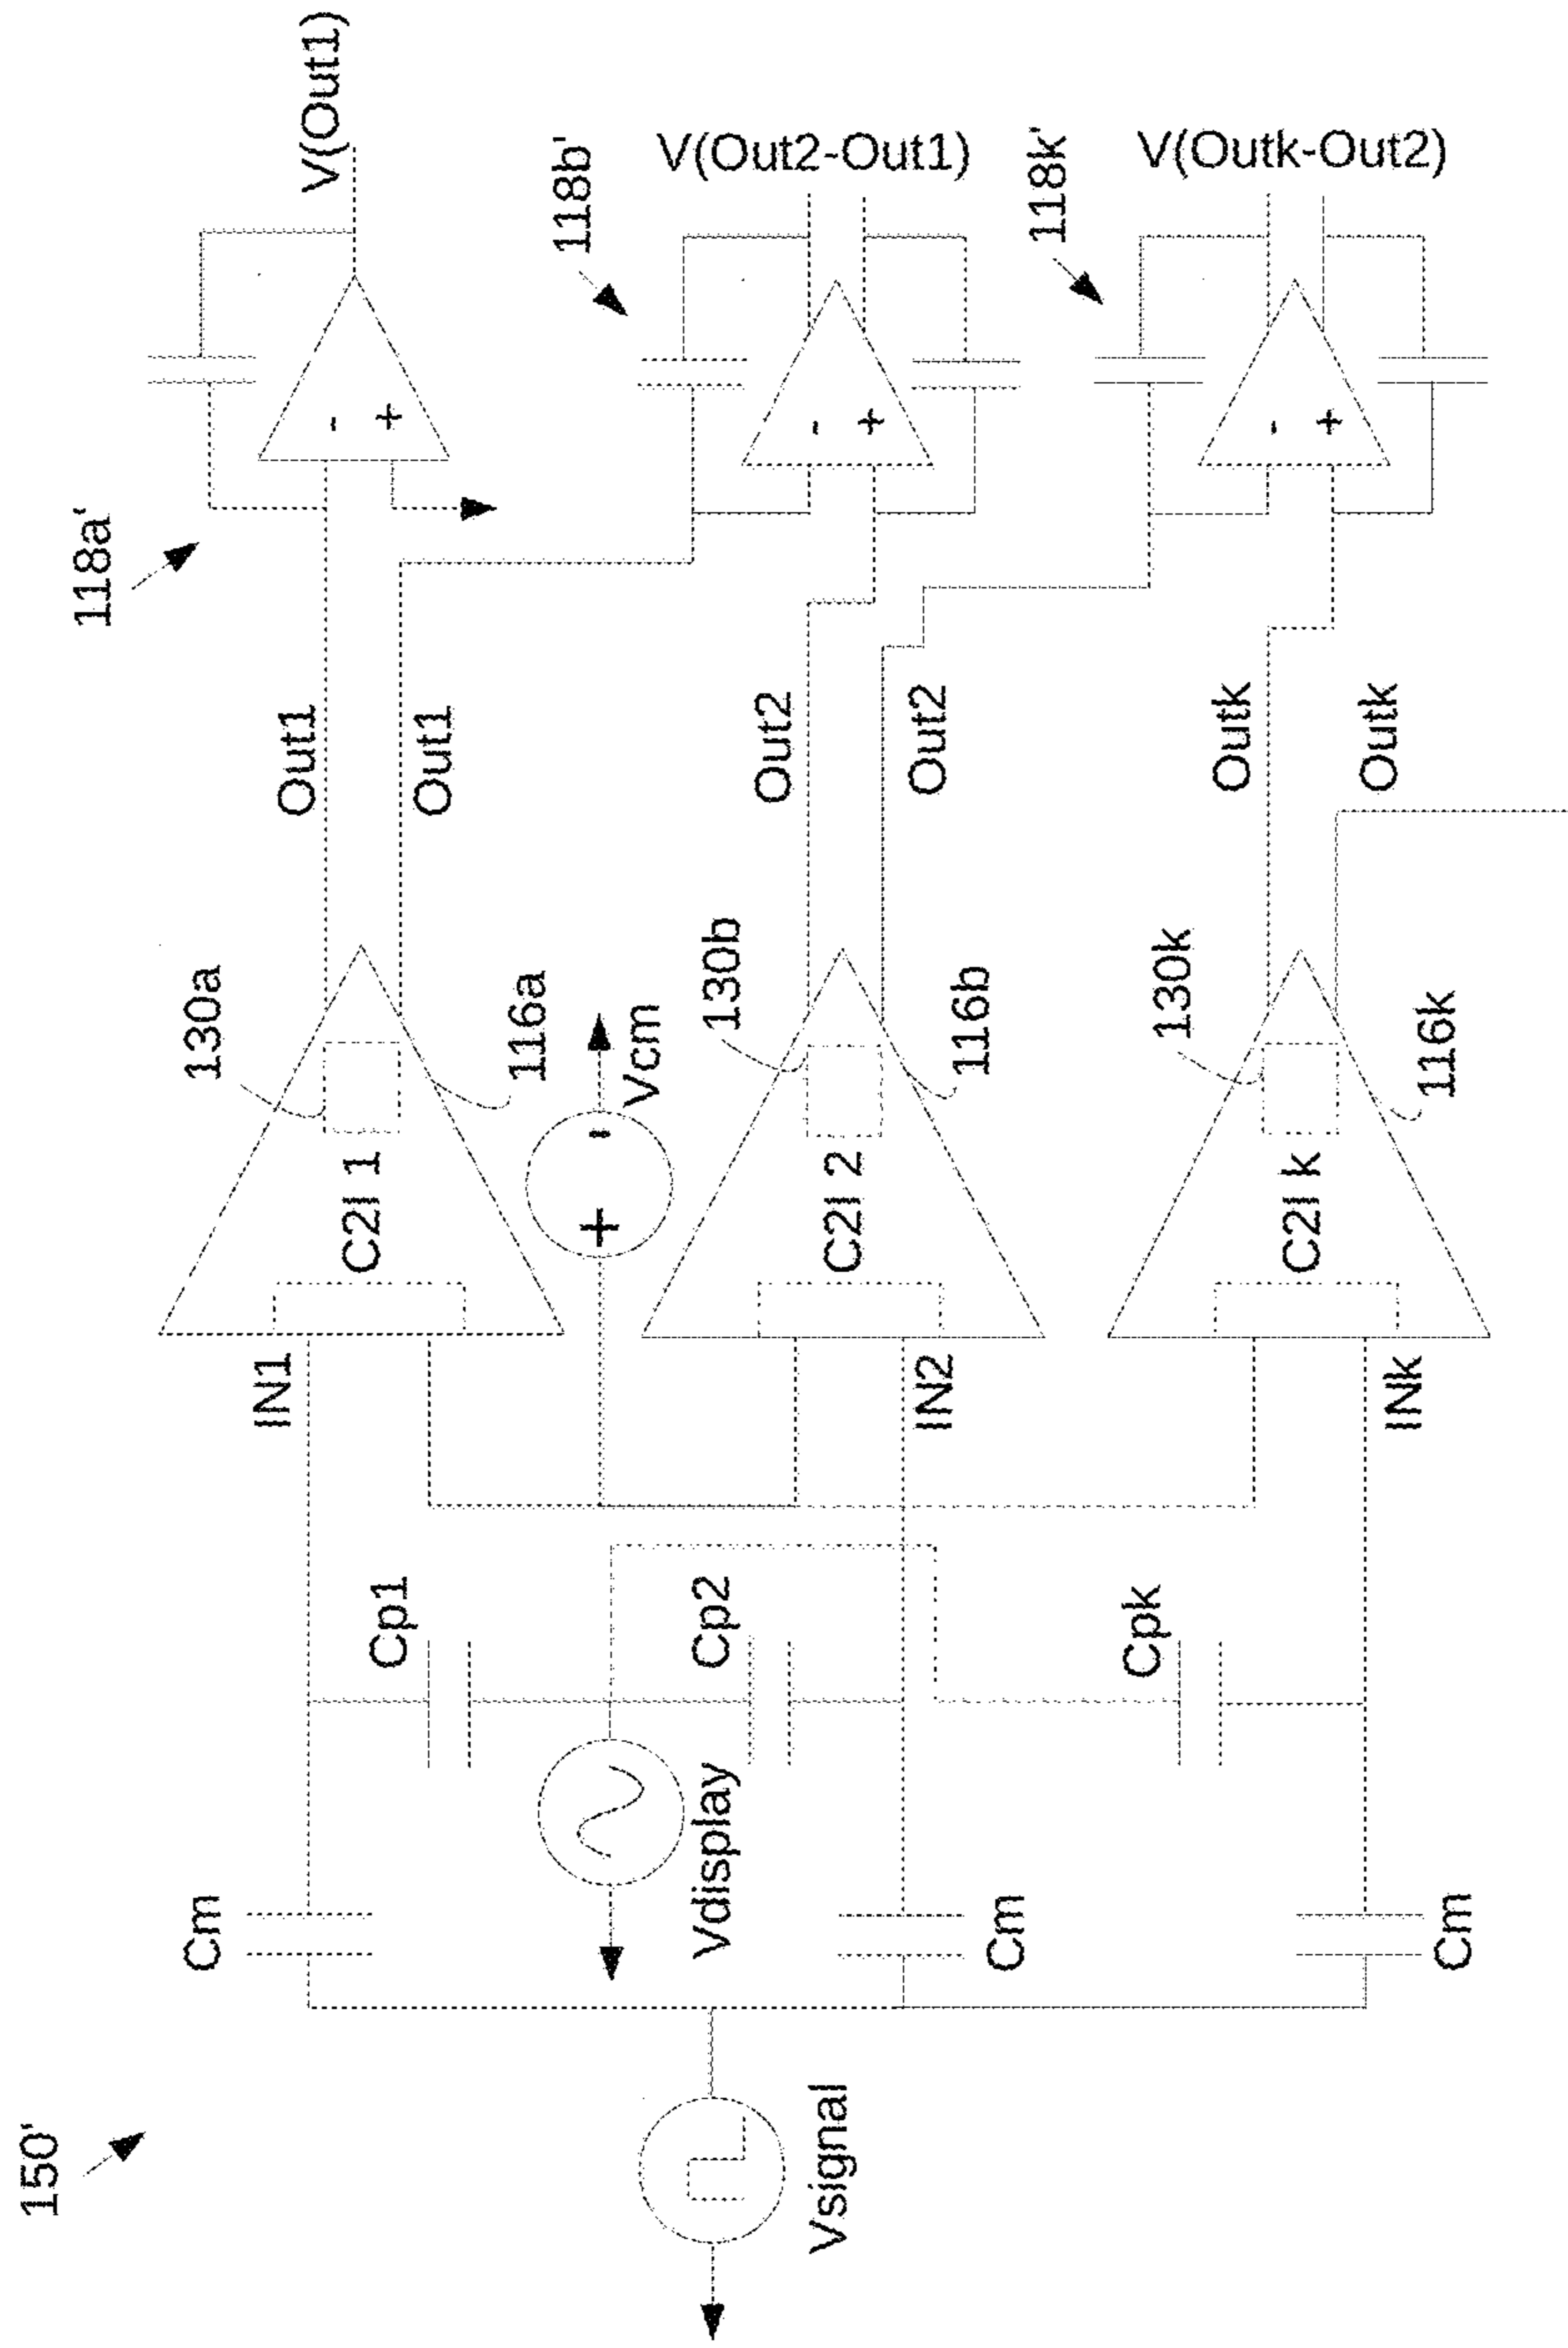 150'
118a'
V(Out1)
118b'
V(Out2-Out1)
118k'
V(Outk-Out2)
-
+
-
+
-
+
Out1
Out1
Out2
Out2
Outk
Outk
130a
116a
Vcm
130b
116b
130k
116k
C2I 1
+
-
C2I 2
C2I k
IN1
IN2
INk
Cp1
Cp2
Cpk
Cm
Vdisplay
Cm
Cm
Vsignal